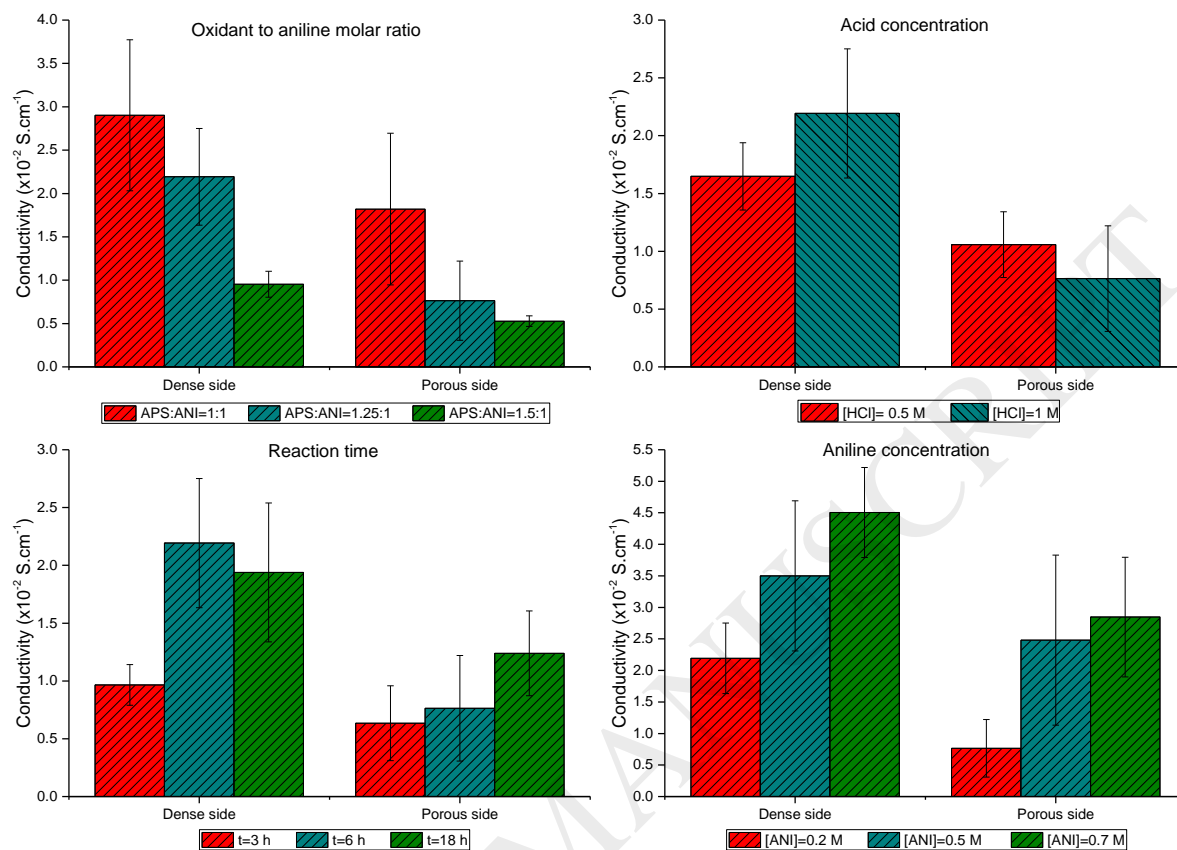 Oxidant to aniline molar ratio
Conductivity (x10⁻² S.cm⁻¹)
4.0
3.5
3.0
2.5
2.0
1.5
1.0
0.5
0.0
Dense side Porous side
APS:ANI=1:1 APS:ANI=1.25:1 APS:ANI=1.5:1
Acid concentration
Conductivity (x10⁻² S.cm⁻¹)
3.0
2.5
2.0
1.5
1.0
0.5
0.0
Dense side Porous side
[HCl]= 0.5 M [HCl]=1 M
Reaction time
Conductivity (x10⁻² S.cm⁻¹)
3.0
2.5
2.0
1.5
1.0
0.5
0.0
Dense side Porous side
t=3 h t=6 h t=18 h
Aniline concentration
Conductivity (x10⁻² S.cm⁻¹)
5.5
5.0
4.5
4.0
3.5
3.0
2.5
2.0
1.5
1.0
0.5
0.0
Dense side Porous side
[ANI]=0.2 M [ANI]=0.5 M [ANI]=0.7 M
MANUSCRIPT